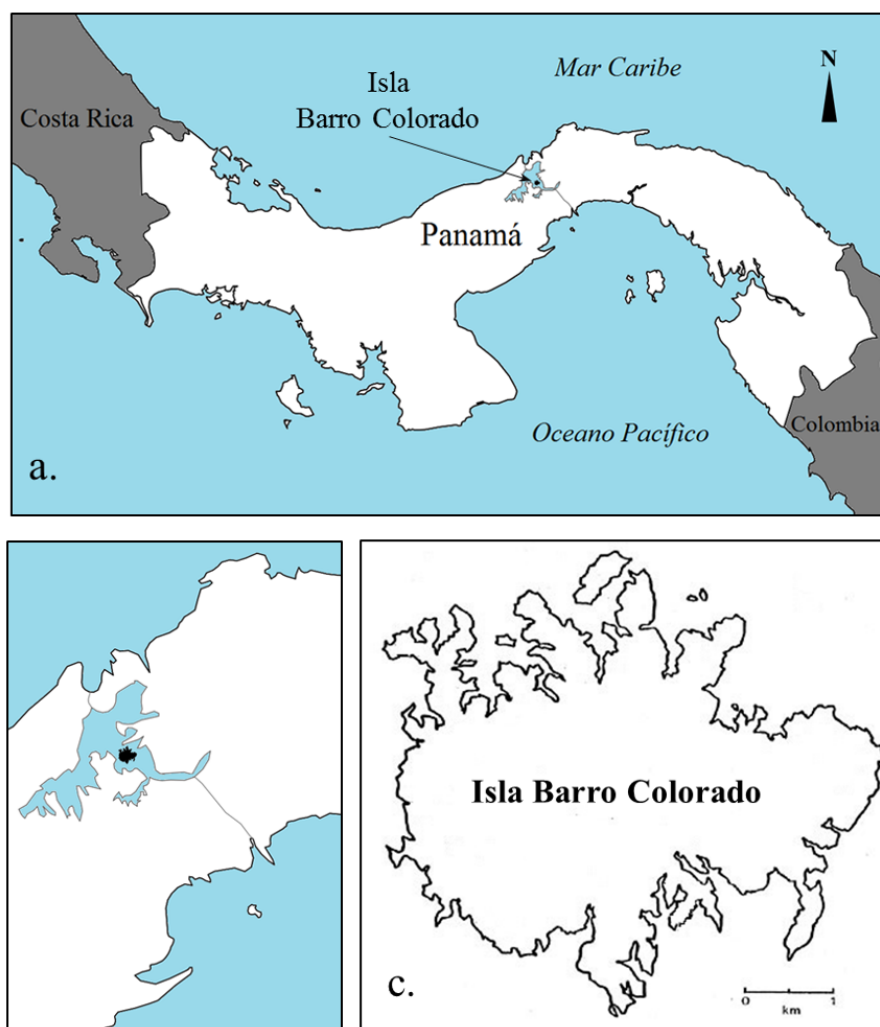 Mar Caribe
N
Isla
Barro Colorado
Costa Rica
Panamá
Oceano Pacífico
Colombia
a.
Isla Barro Colorado
c.
0 1
km